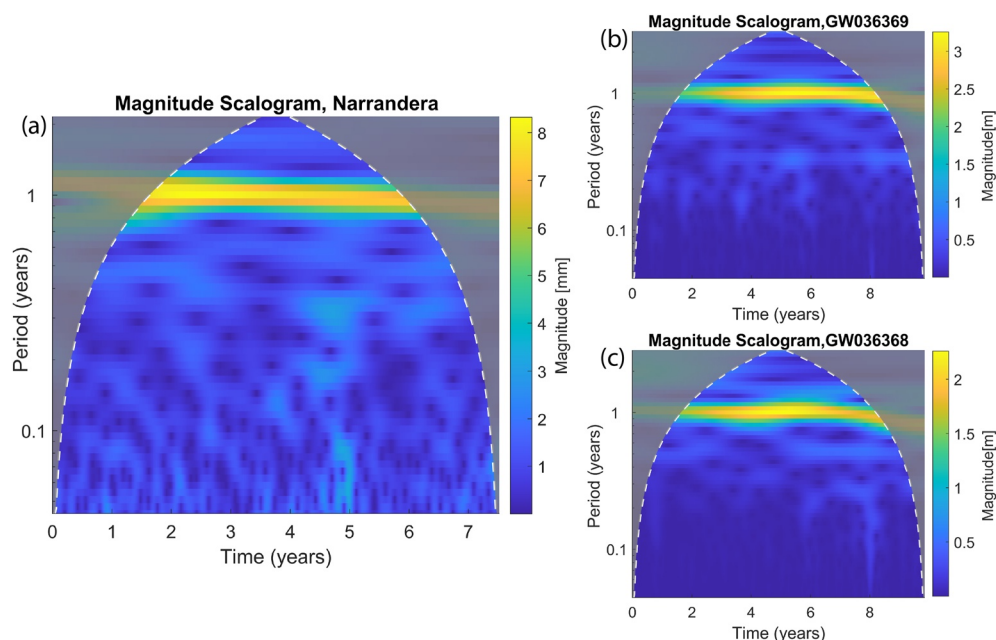 (a)
Magnitude Scalogram, Narrandera
Period (years)
1
0.1
0 1 2 3 4 5 6 7
Time (years)
8
7
6
5
4
3
2
1
Magnitude [mm]
(b)
Magnitude Scalogram,GW036369
Period (years)
1
0.1
0 2 4 6 8
Time (years)
3
2.5
2
1.5
1
0.5
Magnitude[m]
(c)
Magnitude Scalogram,GW036368
Period (years)
1
0.1
0 2 4 6 8
Time (years)
2
1.5
1
0.5
Magnitude[m]